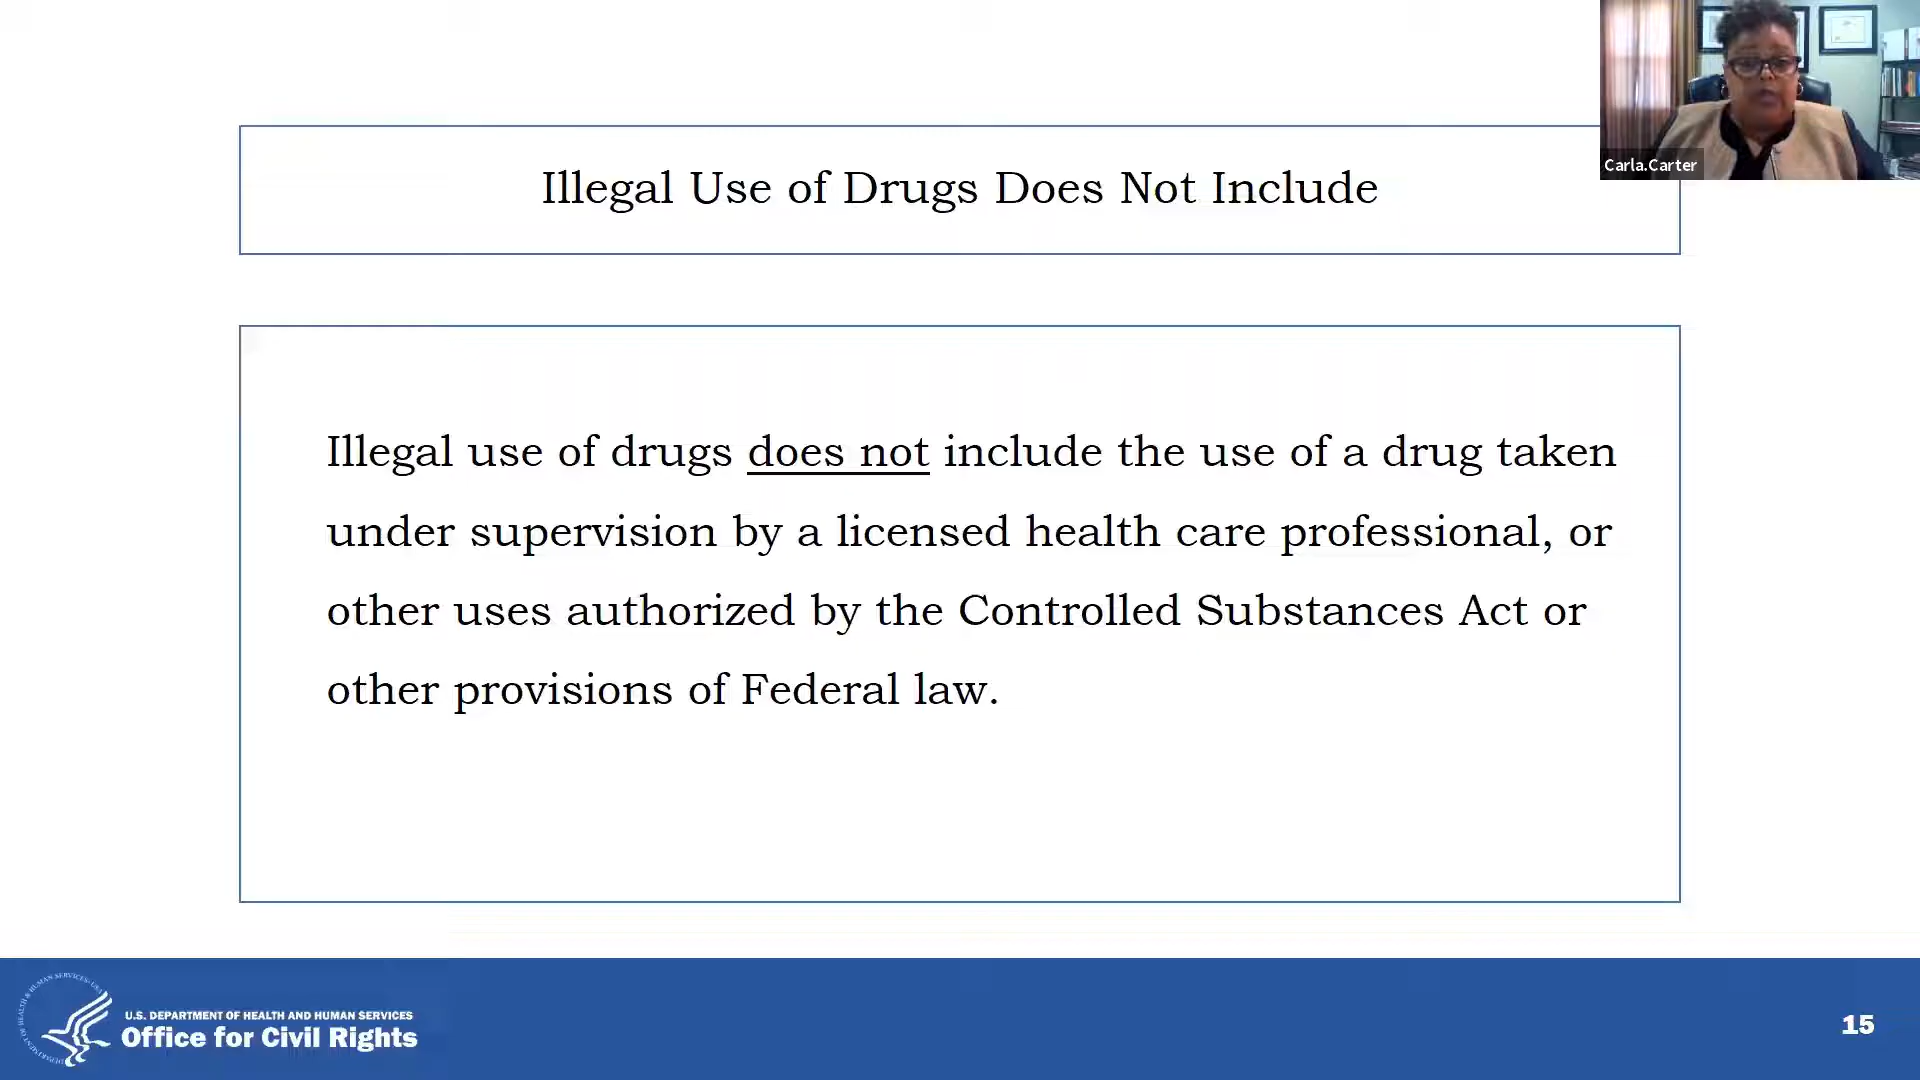 Carla.Carter
Illegal Use of Drugs Does Not Include
Illegal use of drugs does not include the use of a drug taken
under supervision by a licensed health care professional, or
other uses authorized by the Controlled Substances Act or
other provisions of Federal law.
U.S. DEPARTMENT OF HEALTH AND HUMAN SERVICES
Office for Civil Rights
15